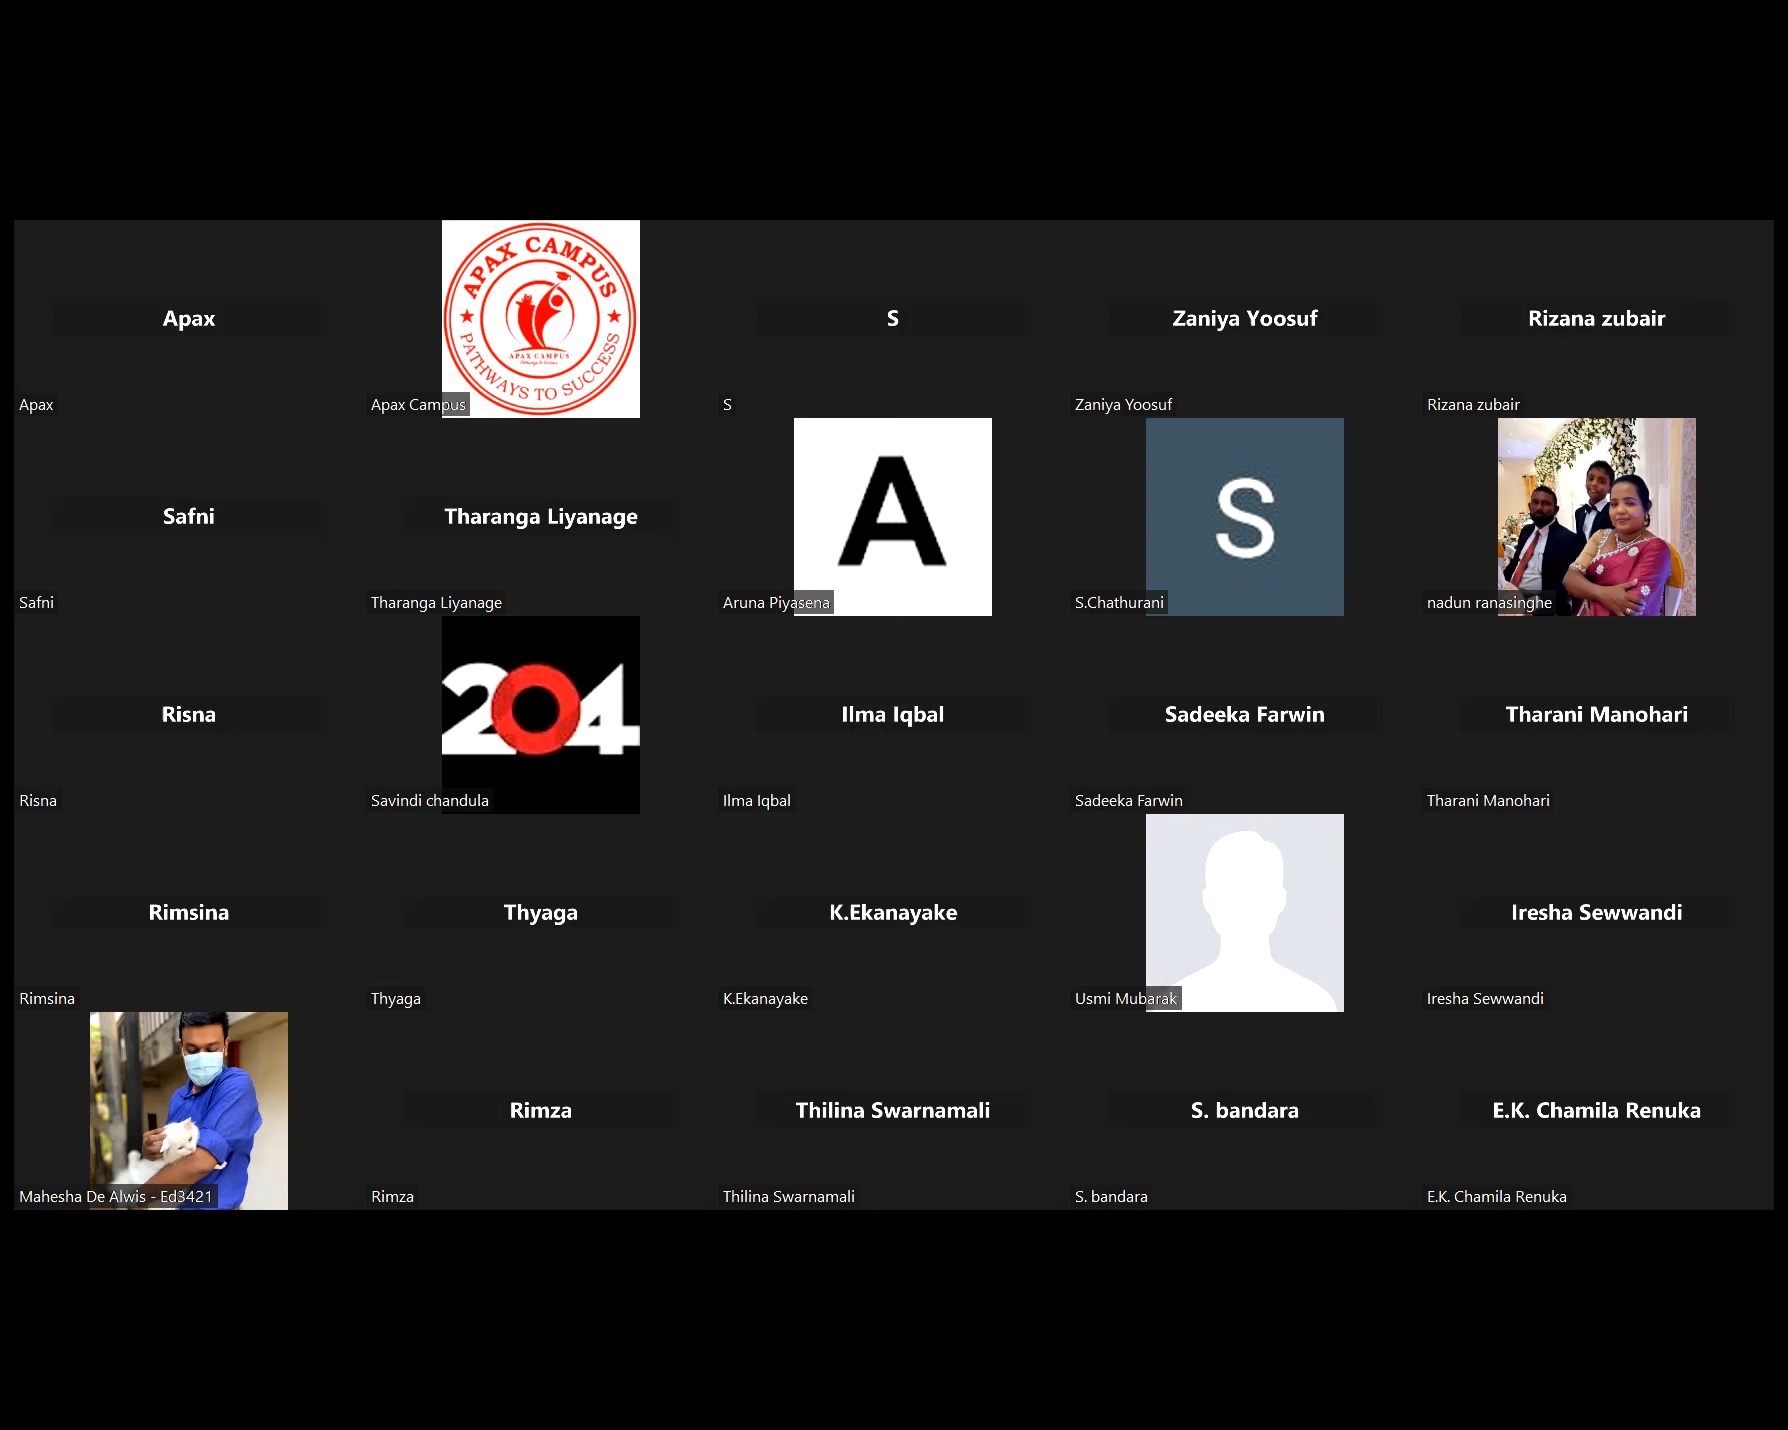 Apax
Apax
APAX CAMPUS
PATHWAYS TO SUCCESS
APAX CAMPUS
Apax Campus
S
S
Zaniya Yoosuf
Zaniya Yoosuf
Rizana zubair
Rizana zubair
Safni
Safni
Tharanga Liyanage
Tharanga Liyanage
A
Aruna Piyasena
S
S.Chathurani
nadun ranasinghe
Risna
Risna
204
Savindi chandula
Ilma Iqbal
Ilma Iqbal
Sadeeka Farwin
Sadeeka Farwin
Tharani Manohari
Tharani Manohari
Rimsina
Rimsina
Thyaga
Thyaga
K.Ekanayake
K.Ekanayake
Usmi Mubarak
Iresha Sewwandi
Iresha Sewwandi
Mahesha De Alwis - Ed3421
Rimza
Rimza
Thilina Swarnamali
Thilina Swarnamali
S. bandara
S. bandara
E.K. Chamila Renuka
E.K. Chamila Renuka